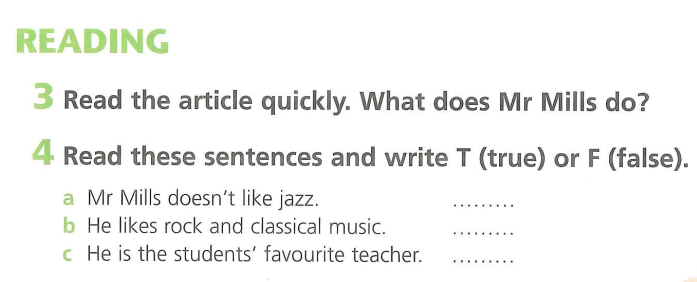 READING
3 Read the article quickly. What does Mr Mills do?
4 Read these sentences and write T (true) or F (false).
a Mr Mills doesn't like jazz. .........
b He likes rock and classical music. .........
c He is the students' favourite teacher. .........